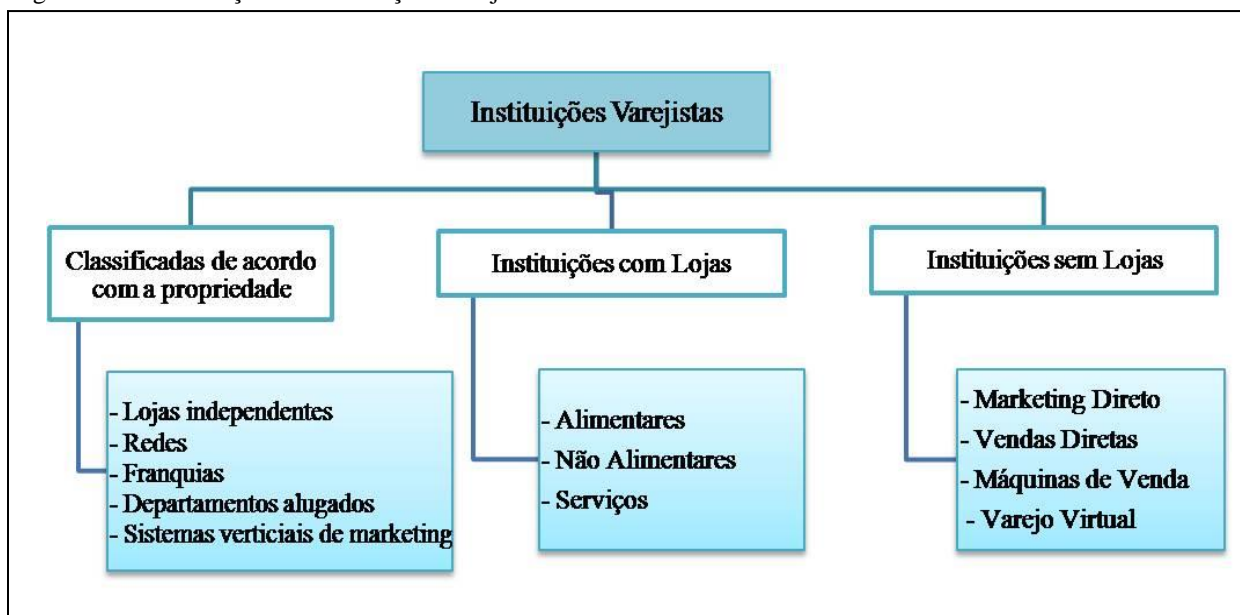 Instituições Varejistas
Classificadas de acordo
com a propriedade
- Lojas independentes
- Redes
- Franquias
- Departamentos alugados
- Sistemas verticiais de marketing
Instituições com Lojas
- Alimentares
- Não Alimentares
- Serviços
Instituições sem Lojas
- Marketing Direto
- Vendas Diretas
- Máquinas de Venda
- Varejo Virtual